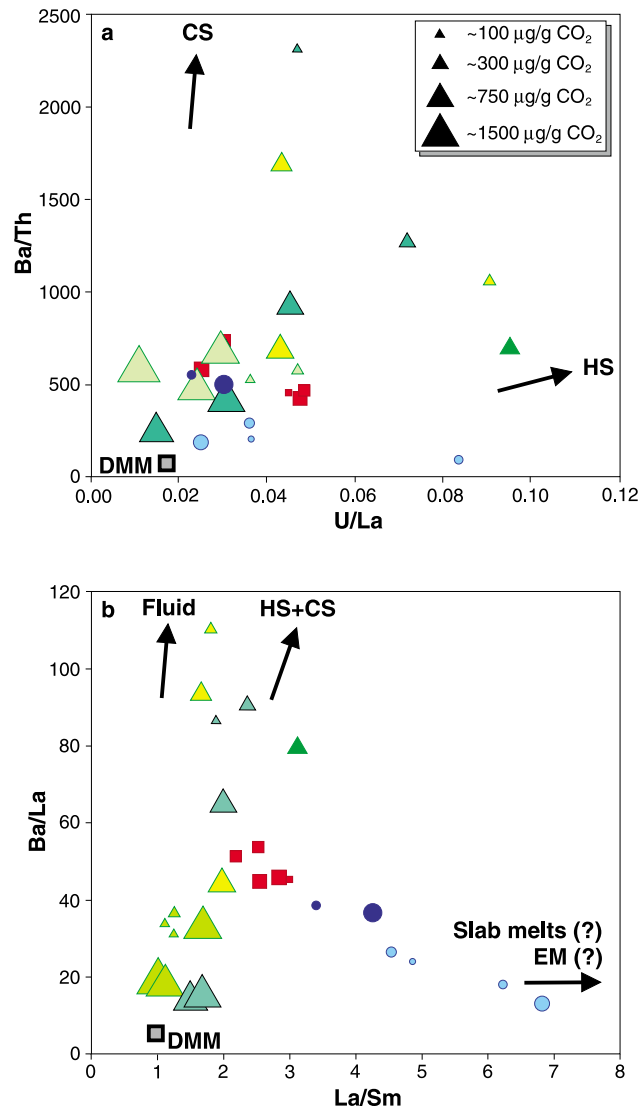 a
CS
~100 μg/g CO₂
~300 μg/g CO₂
~750 μg/g CO₂
~1500 μg/g CO₂
2500
2000
1500
1000
500
0
Ba/Th
HS
DMM
0.00
0.02
0.04
0.06
0.08
0.10
0.12
U/La
b
Fluid
HS+CS
120
100
80
60
40
20
0
Ba/La
Slab melts (?)
EM (?)
DMM
0
1
2
3
4
5
6
7
8
La/Sm